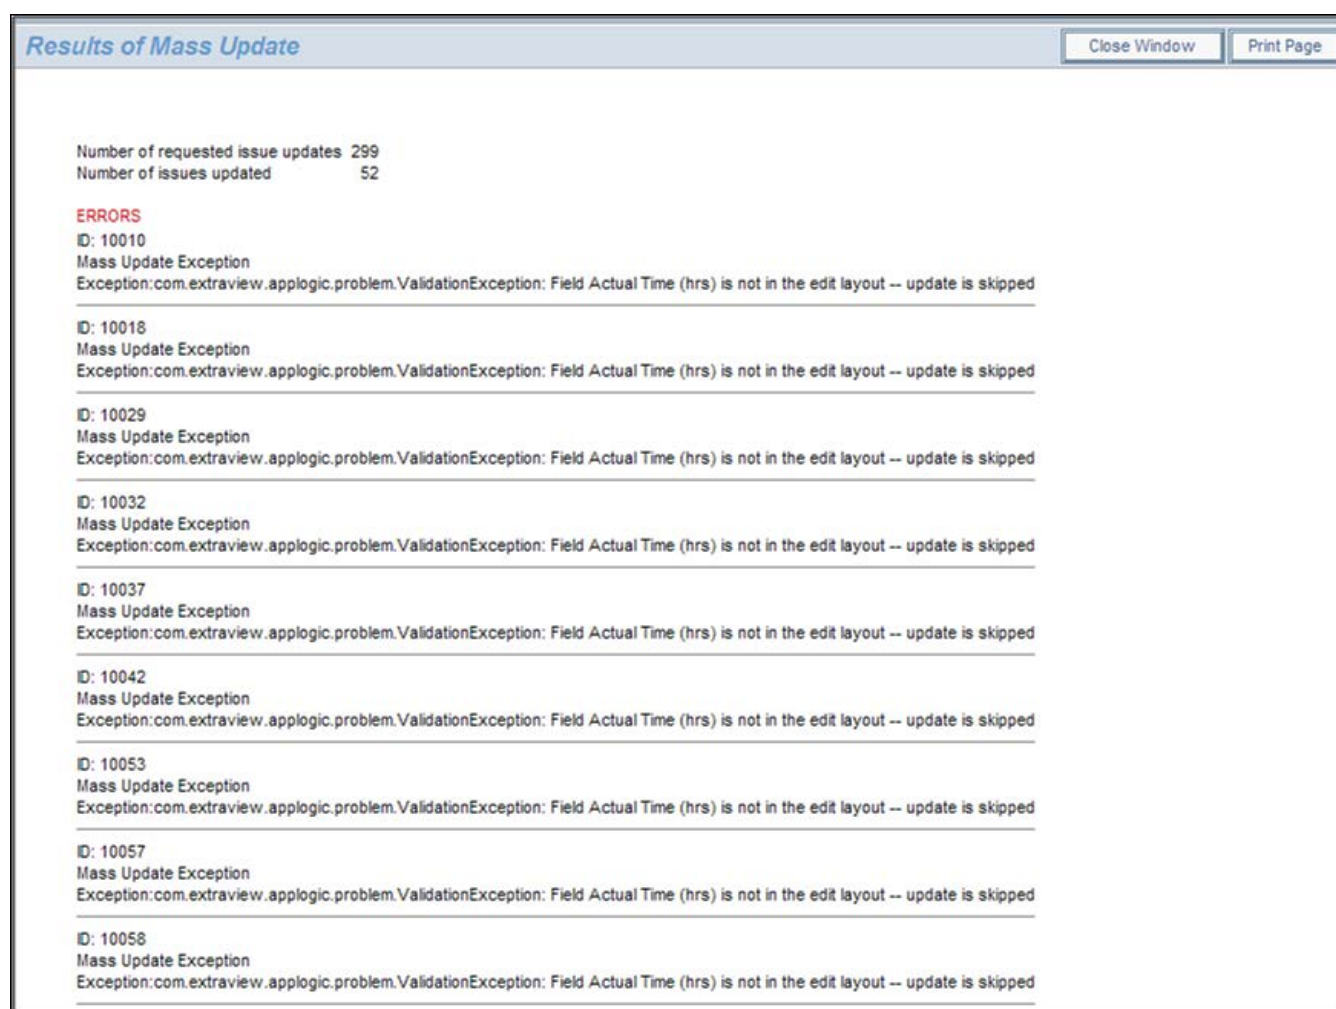 Results of Mass Update
Close Window
Print Page
Number of requested issue updates 299
Number of issues updated 52
ERRORS
ID: 10010
Mass Update Exception
Exception:com.extraview.applogic.problem.ValidationException: Field Actual Time (hrs) is not in the edit layout -- update is skipped
ID: 10018
Mass Update Exception
Exception:com.extraview.applogic.problem.ValidationException: Field Actual Time (hrs) is not in the edit layout -- update is skipped
ID: 10029
Mass Update Exception
Exception:com.extraview.applogic.problem.ValidationException: Field Actual Time (hrs) is not in the edit layout -- update is skipped
ID: 10032
Mass Update Exception
Exception:com.extraview.applogic.problem.ValidationException: Field Actual Time (hrs) is not in the edit layout -- update is skipped
ID: 10037
Mass Update Exception
Exception:com.extraview.applogic.problem.ValidationException: Field Actual Time (hrs) is not in the edit layout -- update is skipped
ID: 10042
Mass Update Exception
Exception:com.extraview.applogic.problem.ValidationException: Field Actual Time (hrs) is not in the edit layout -- update is skipped
ID: 10053
Mass Update Exception
Exception:com.extraview.applogic.problem.ValidationException: Field Actual Time (hrs) is not in the edit layout -- update is skipped
ID: 10057
Mass Update Exception
Exception:com.extraview.applogic.problem.ValidationException: Field Actual Time (hrs) is not in the edit layout -- update is skipped
ID: 10058
Mass Update Exception
Exception:com.extraview.applogic.problem.ValidationException: Field Actual Time (hrs) is not in the edit layout -- update is skipped